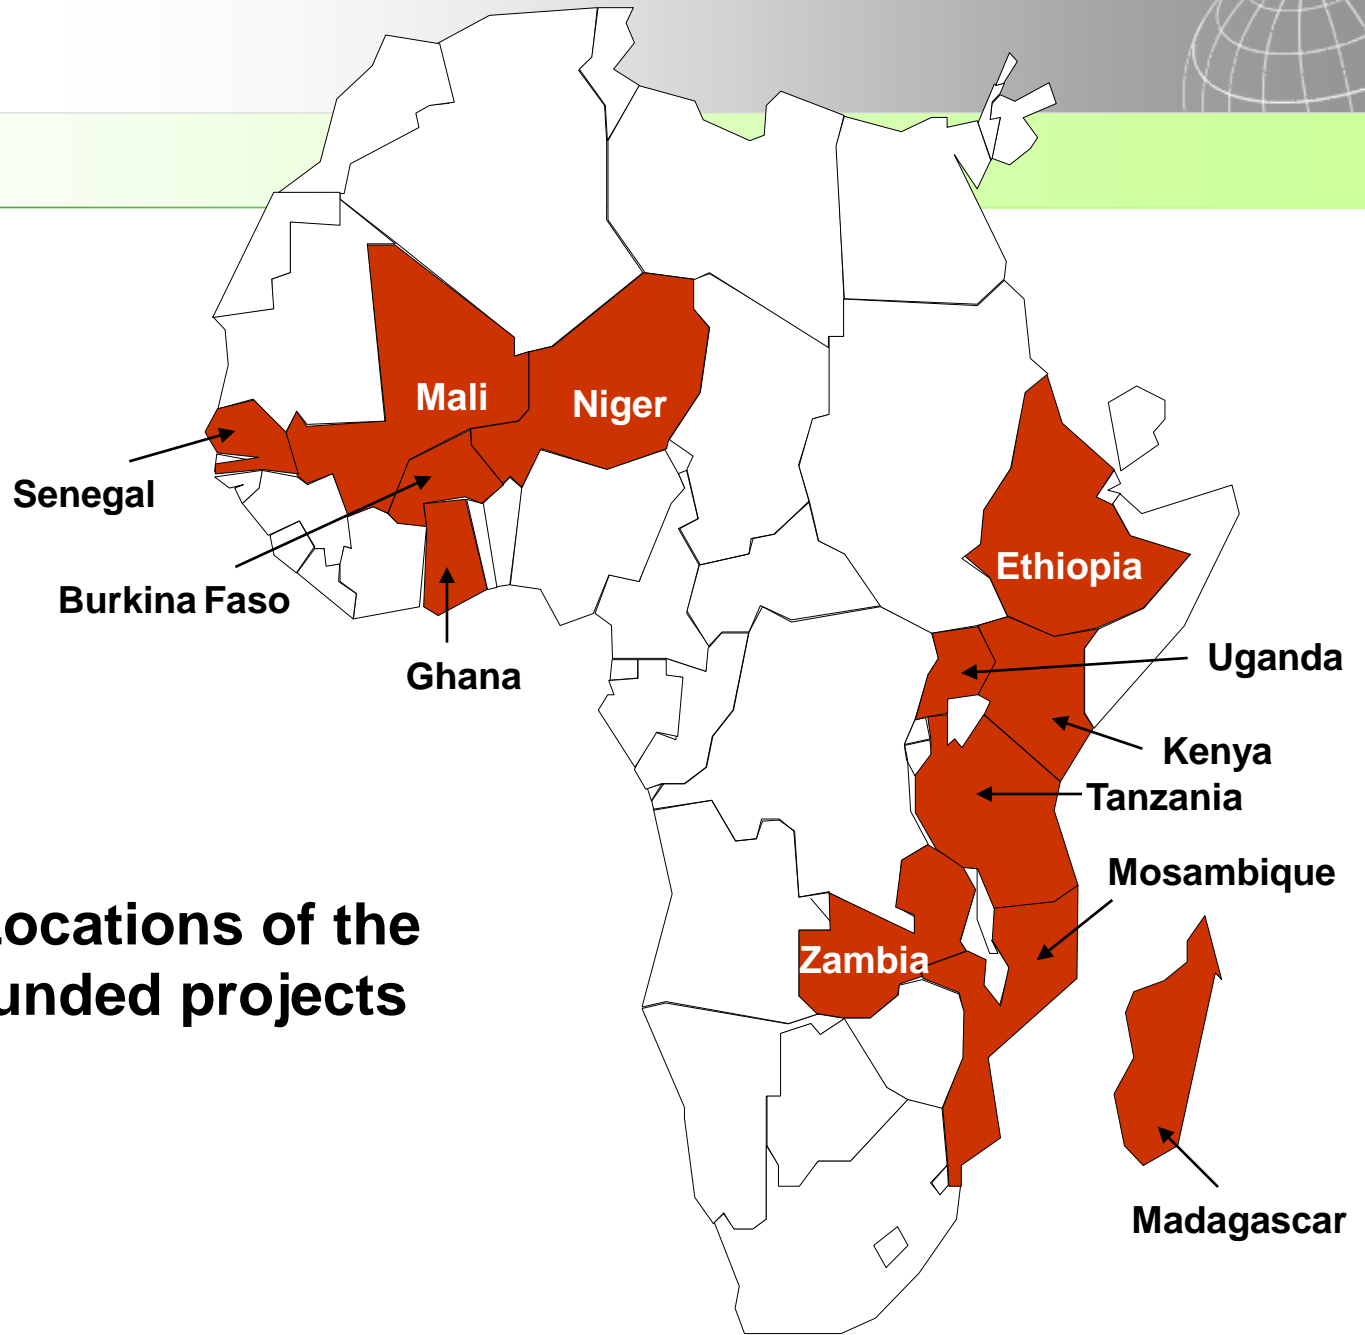 Mali
Niger
Senegal
Burkina Faso
Ghana
Ethiopia
Uganda
Kenya
Tanzania
Mosambique
Zambia
Madagascar
ocations of the
unded projects